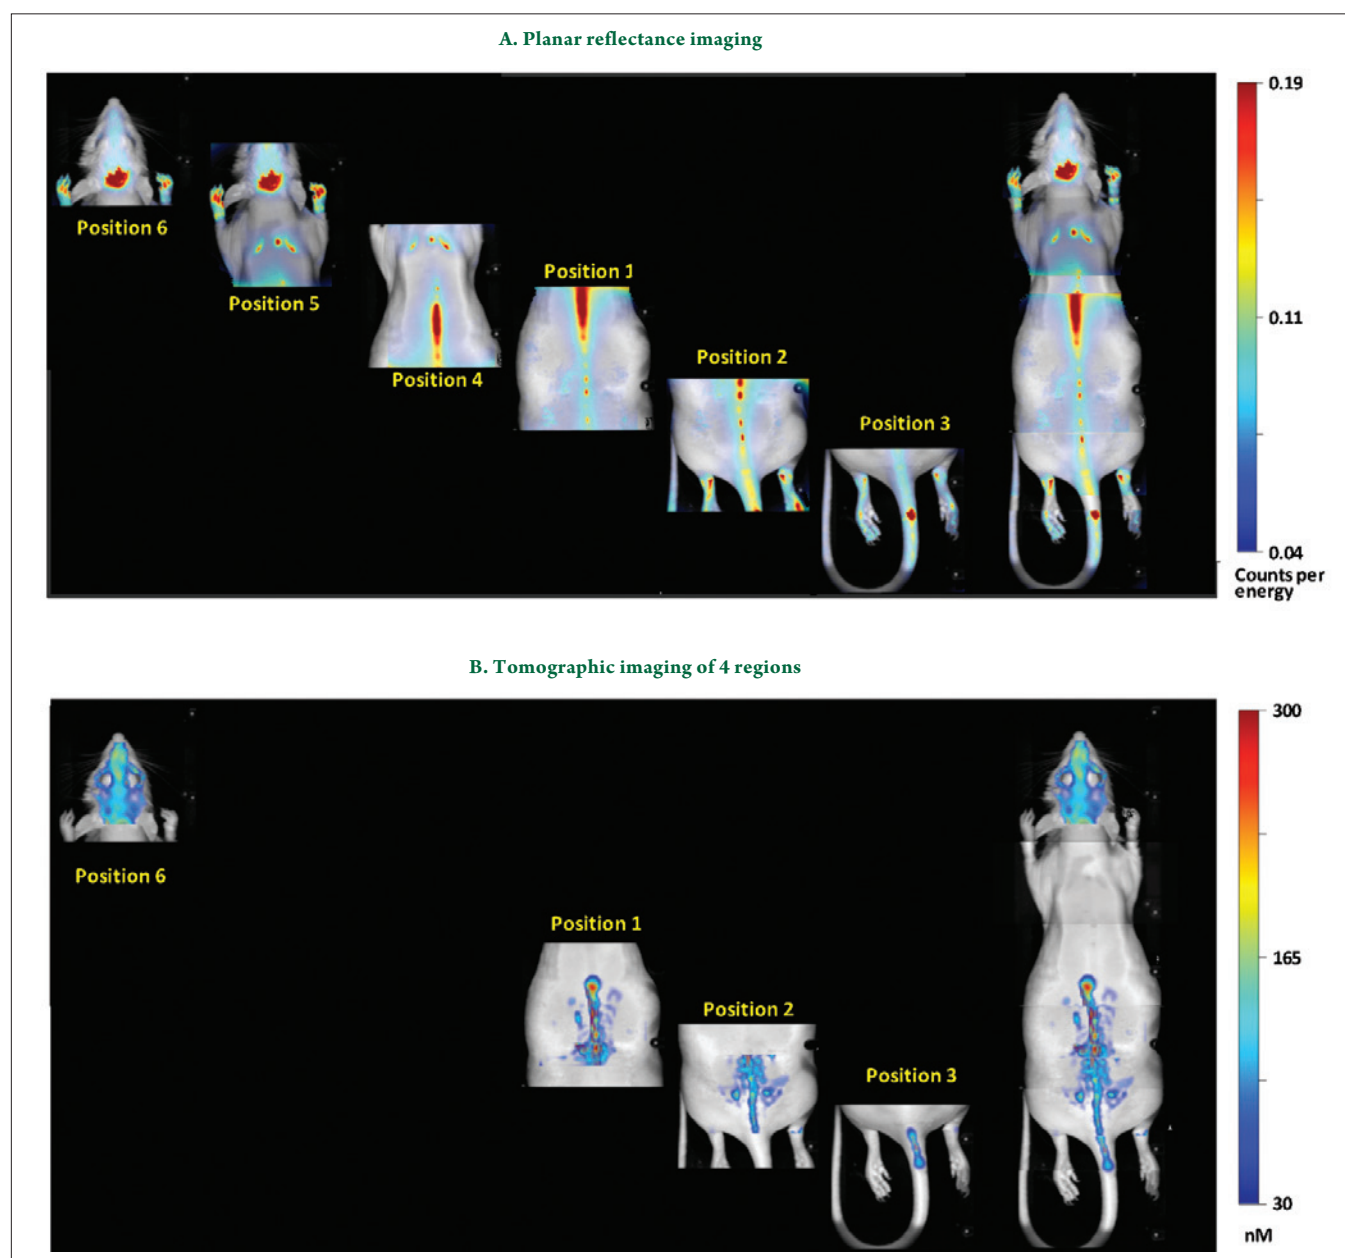 A. Planar reflectance imaging
0.19
Position 6
Position 1
Position 5
0.11
Position 2
Position 4
Position 3
0.04
Counts per
energy
B. Tomographic imaging of 4 regions
300
Position 6
Position 1
165
Position 2
Position 3
30
nM